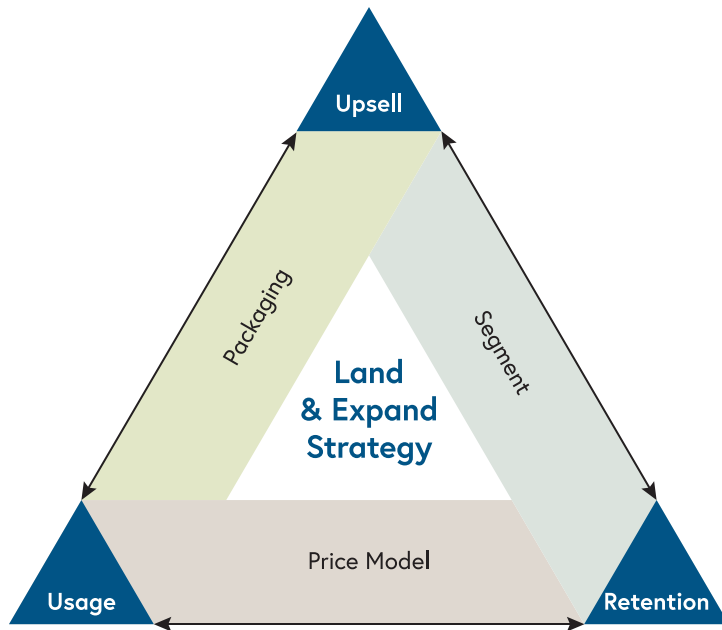 Upsell
Packaging
Segment
Land
& Expand
Strategy
Price Model
Usage
Retention